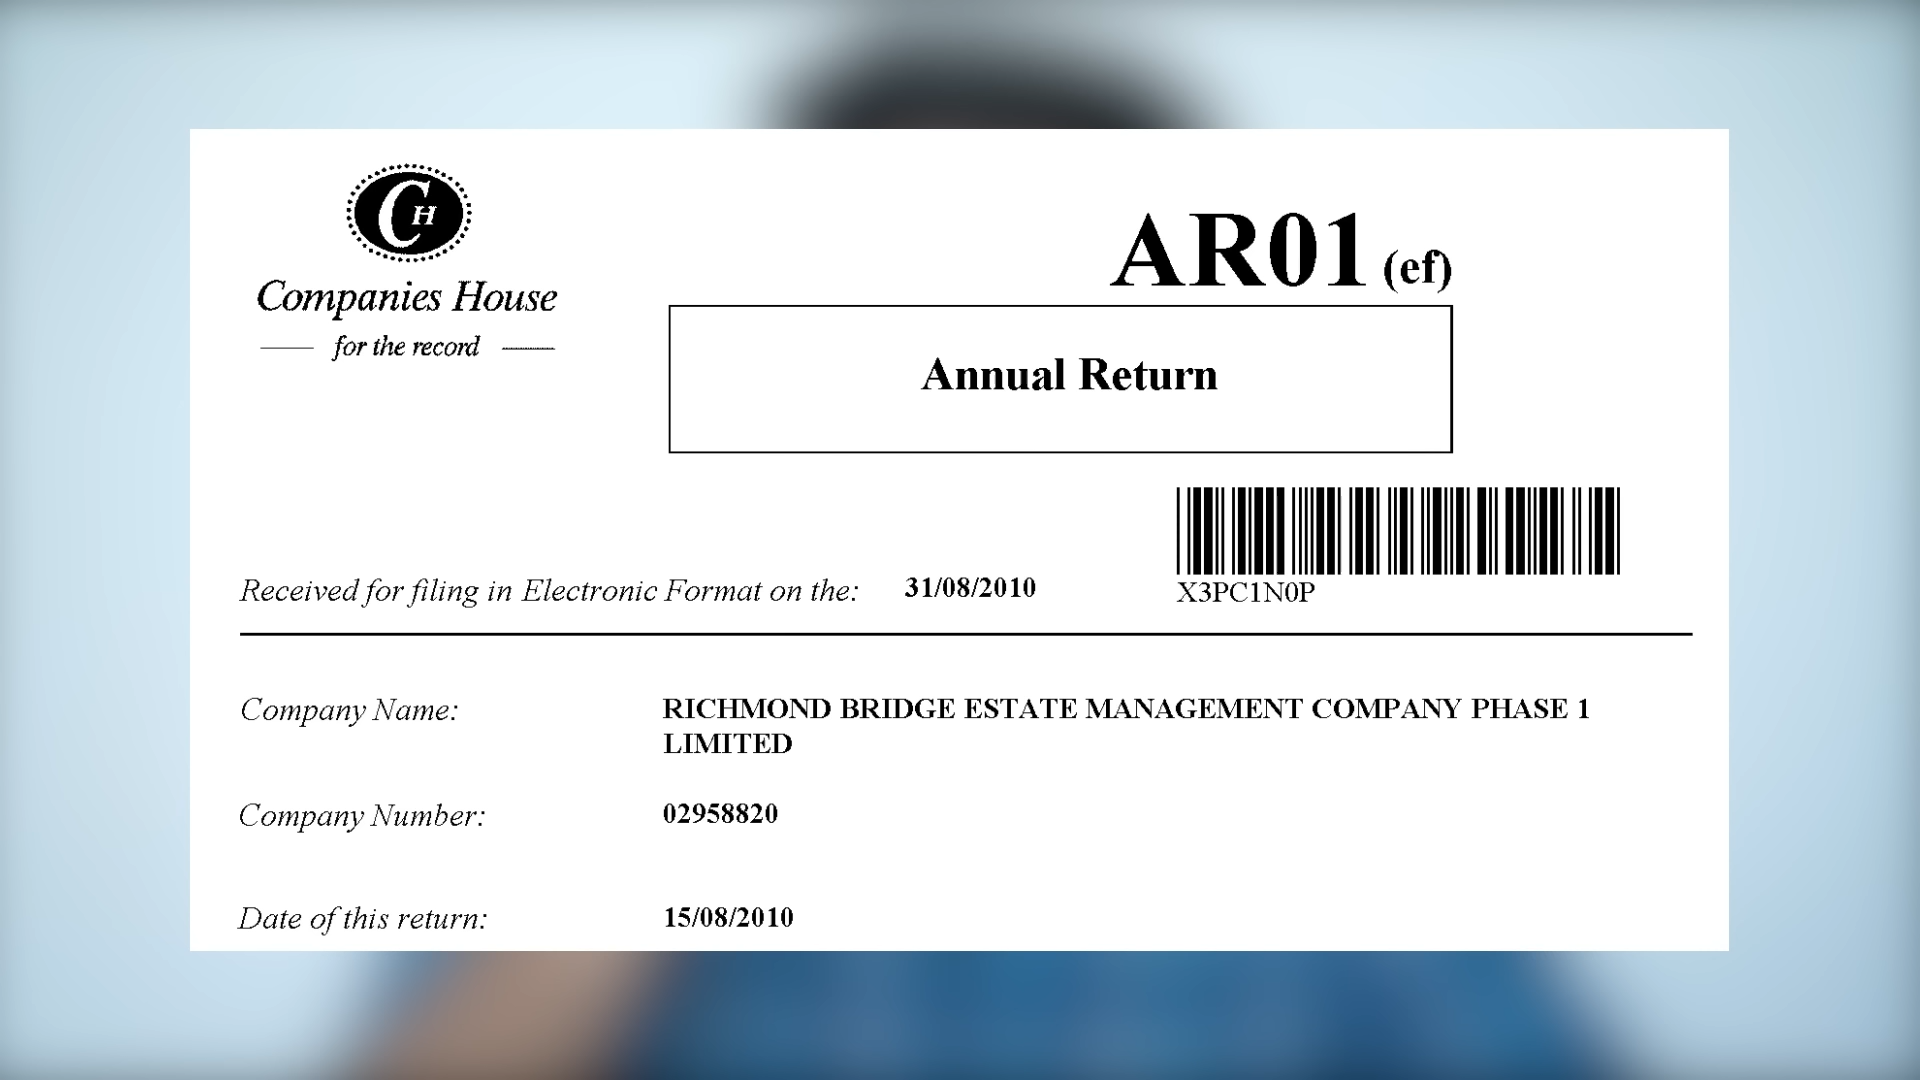 CH
Companies House
for the record
AR01 (ef)
Annual Return
Received for filing in Electronic Format on the: 31/08/2010
X3PC1N0P
Company Name: RICHMOND BRIDGE ESTATE MANAGEMENT COMPANY PHASE 1
LIMITED
Company Number: 02958820
Date of this return: 15/08/2010